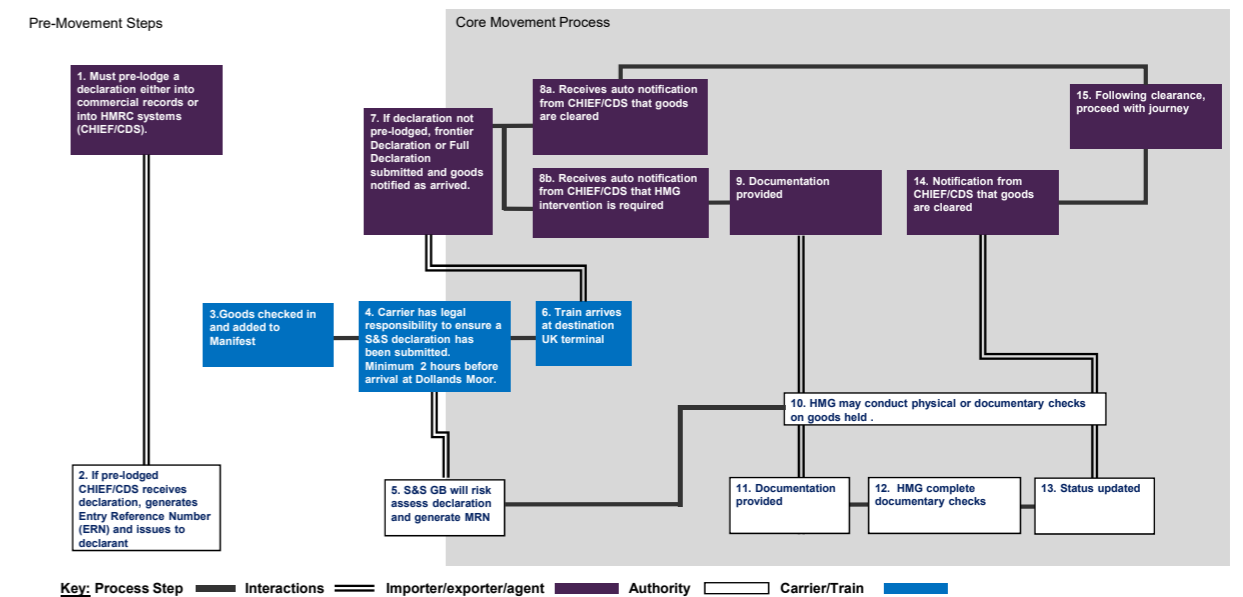 Pre-Movement Steps
Core Movement Process
1. Must pre-lodge a
declaration either into
commercial records or
into HMRC systems
(CHIEF/CDS).
7. If declaration not
pre-lodged, frontier
Declaration or Full
Declaration
submitted and goods
notified as arrived.
8a. Receives auto notification
from CHIEF/CDS that goods
are cleared
15. Following clearance,
proceed with journey
8b. Receives auto notification
from CHIEF/CDS that HMG
intervention is required
9. Documentation
provided
14. Notification from
CHIEF/CDS that goods
are cleared
3.Goods checked in
and added to
Manifest
4. Carrier has legal
responsibility to ensure a
S&S declaration has
been submitted.
Minimum 2 hours before
arrival at Dollands Moor.
6. Train arrives
at destination
UK terminal
10. HMG may conduct physical or documentary checks
on goods held .
2. If pre-lodged
CHIEF/CDS receives
declaration, generates
Entry Reference Number
(ERN) and issues to
declarant
5. S&S GB will risk
assess declaration
and generate MRN
11. Documentation
provided
12. HMG complete
documentary checks
13. Status updated
Key: Process Step Interactions Importer/exporter/agent Authority Carrier/Train